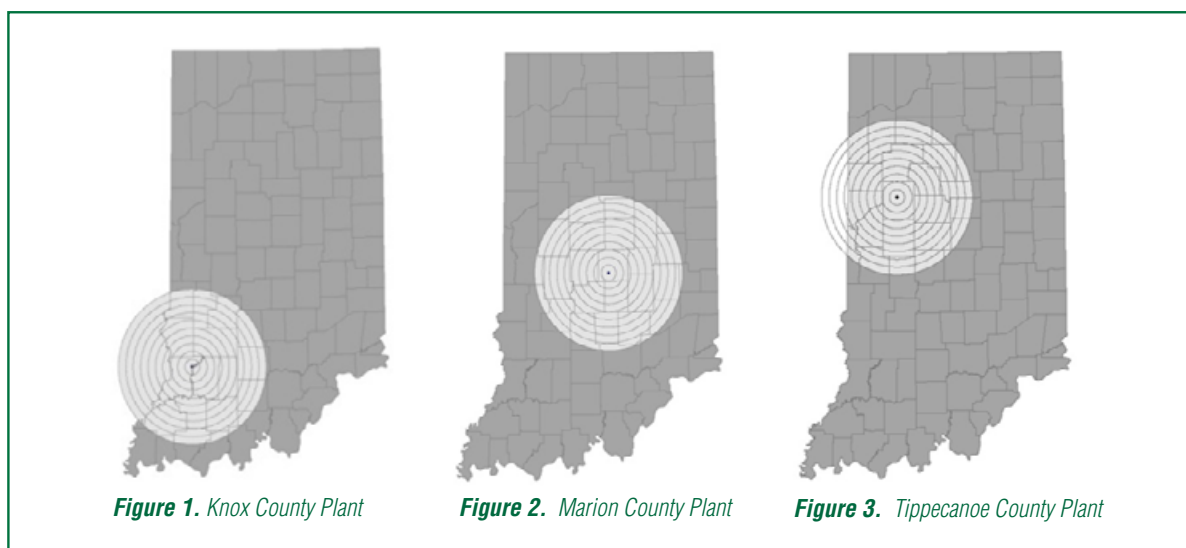 Figure 1. Knox County Plant
Figure 2. Marion County Plant
Figure 3. Tippecanoe County Plant